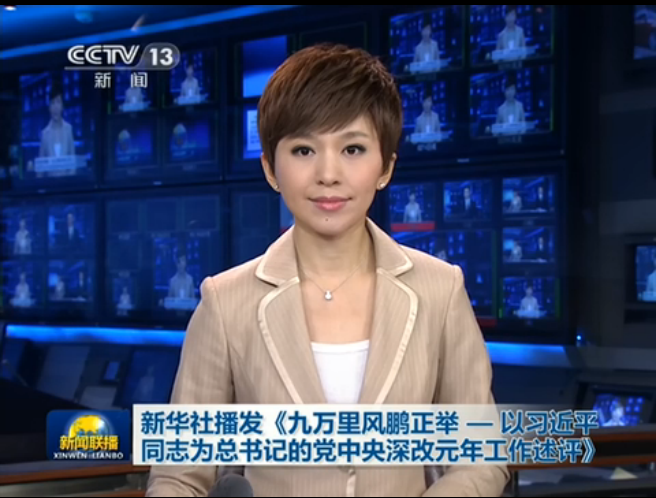 CCTV 13
新闻
新华社播发《九万里风鹏正举 — 以习近平
同志为总书记的党中央深改元年工作述评》
新闻联播
XINWEN LIANBO